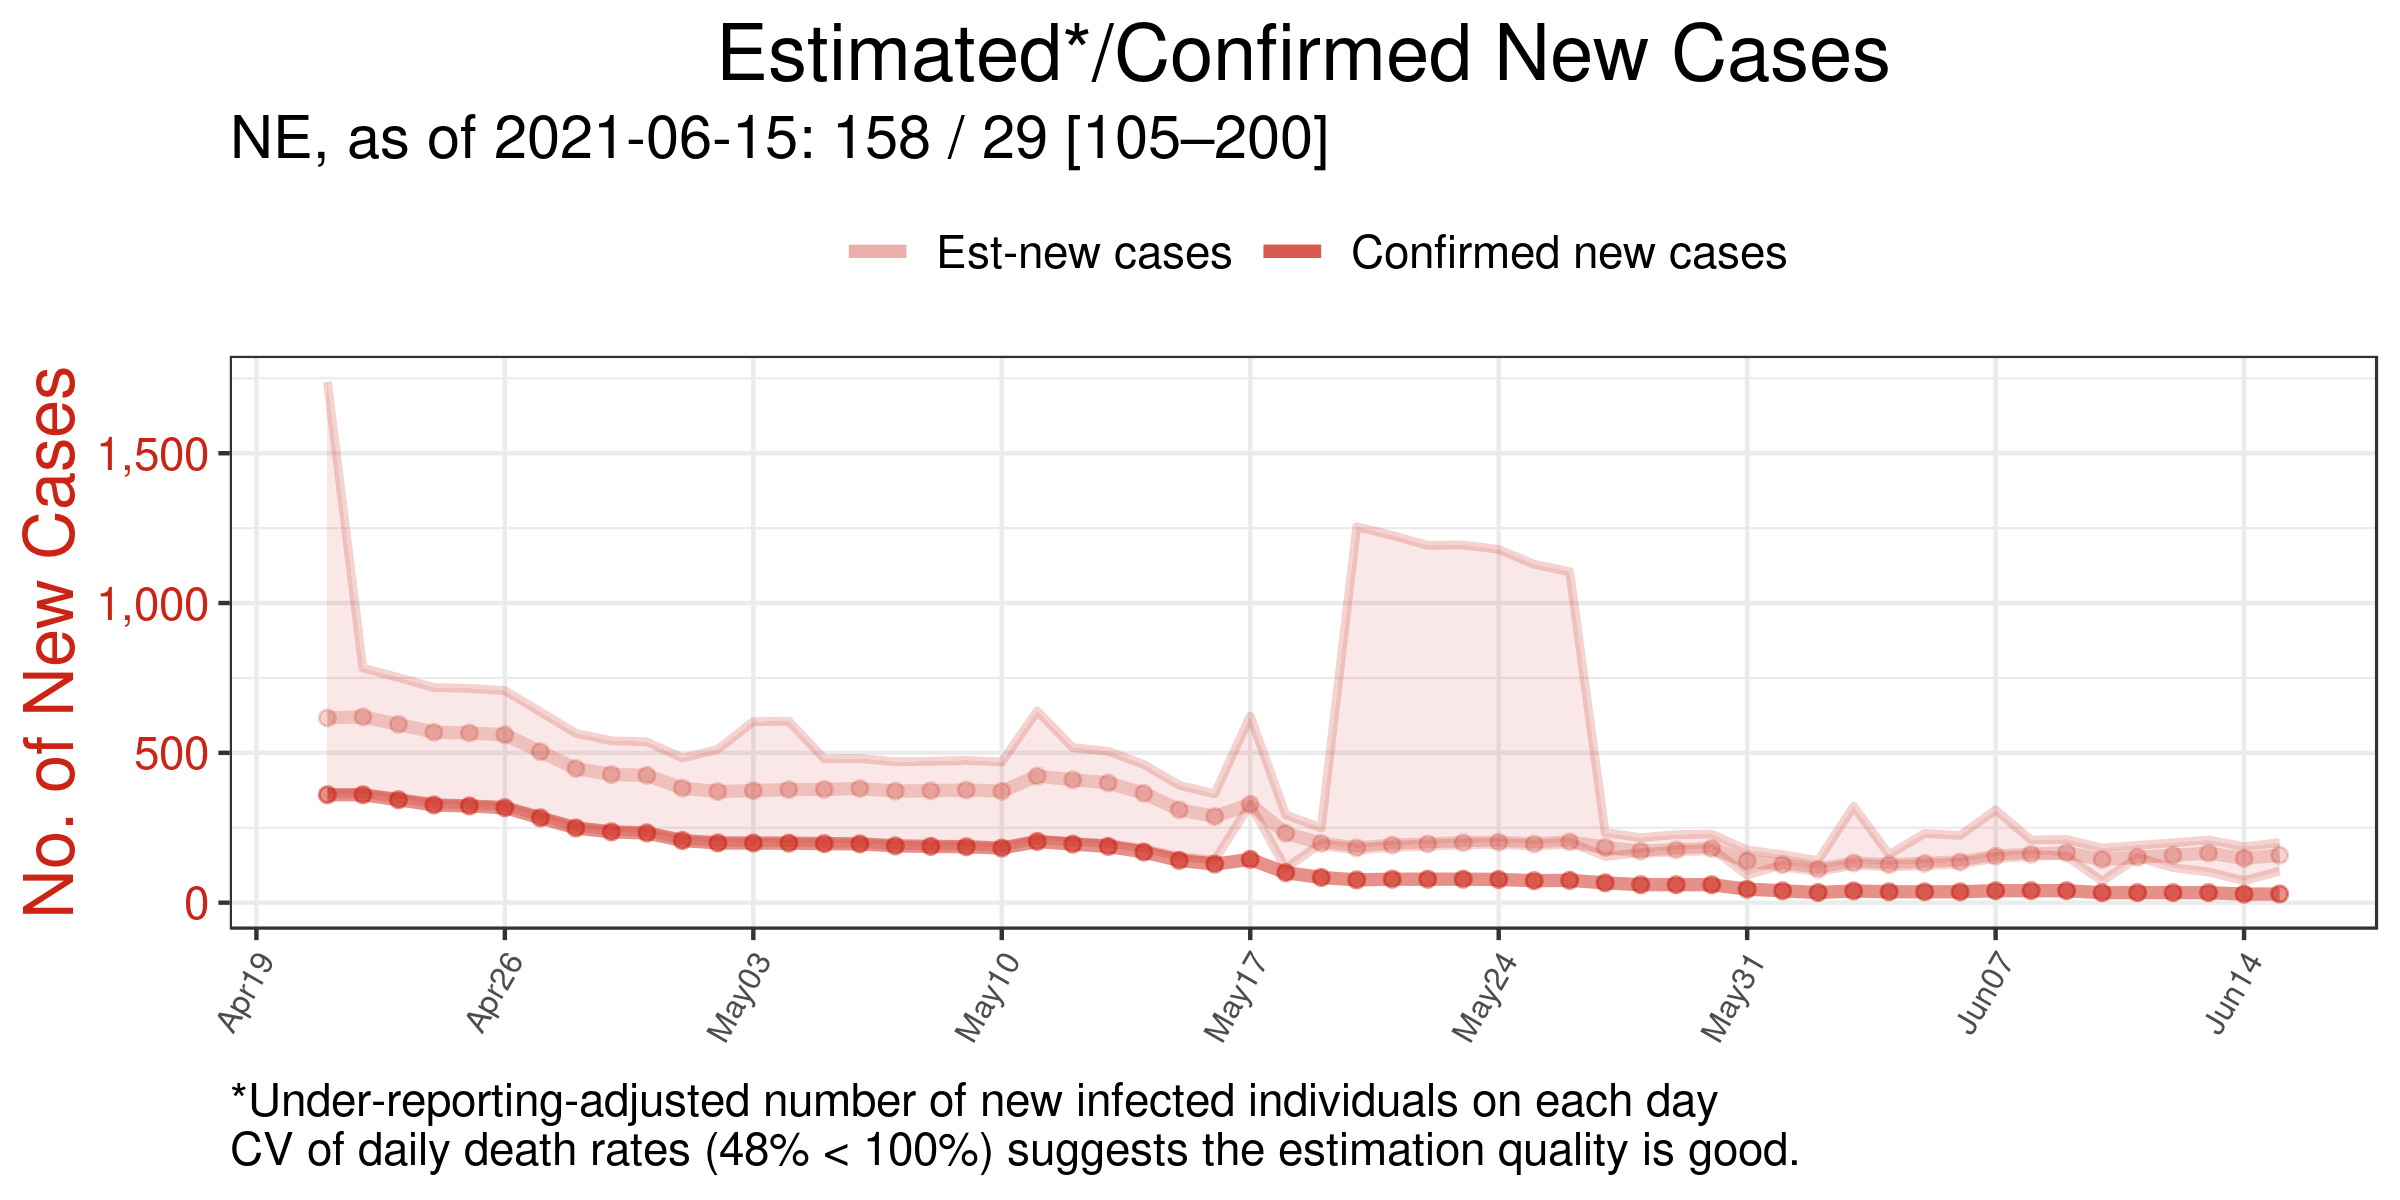 Estimated*/Confirmed New Cases
NE, as of 2021-06-15: 158 / 29 [105–200]
Est-new cases
Confirmed new cases
No. of New Cases
1,500
1,000
500
0
Apr19
Apr26
May03
May10
May17
May24
May31
Jun07
Jun14
*Under-reporting-adjusted number of new infected individuals on each day
CV of daily death rates (48% < 100%) suggests the estimation quality is good.